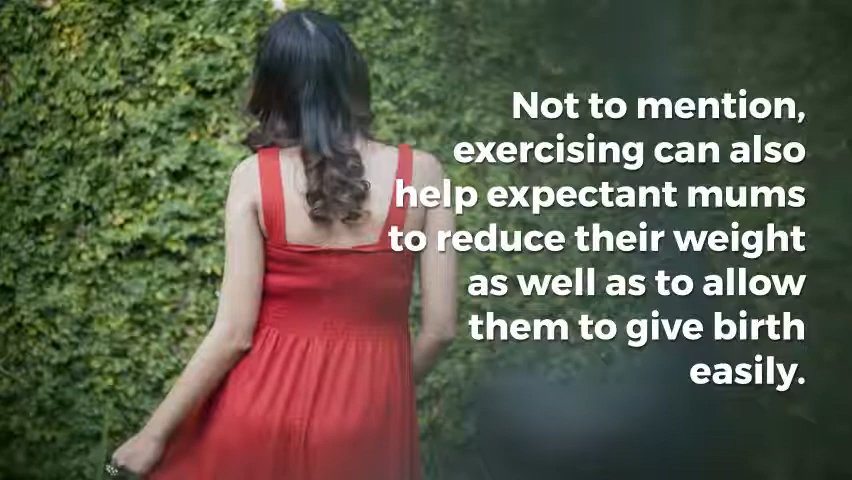 Not to mention,
exercising can also
help expectant mums
to reduce their weight
as well as to allow
them to give birth
easily.